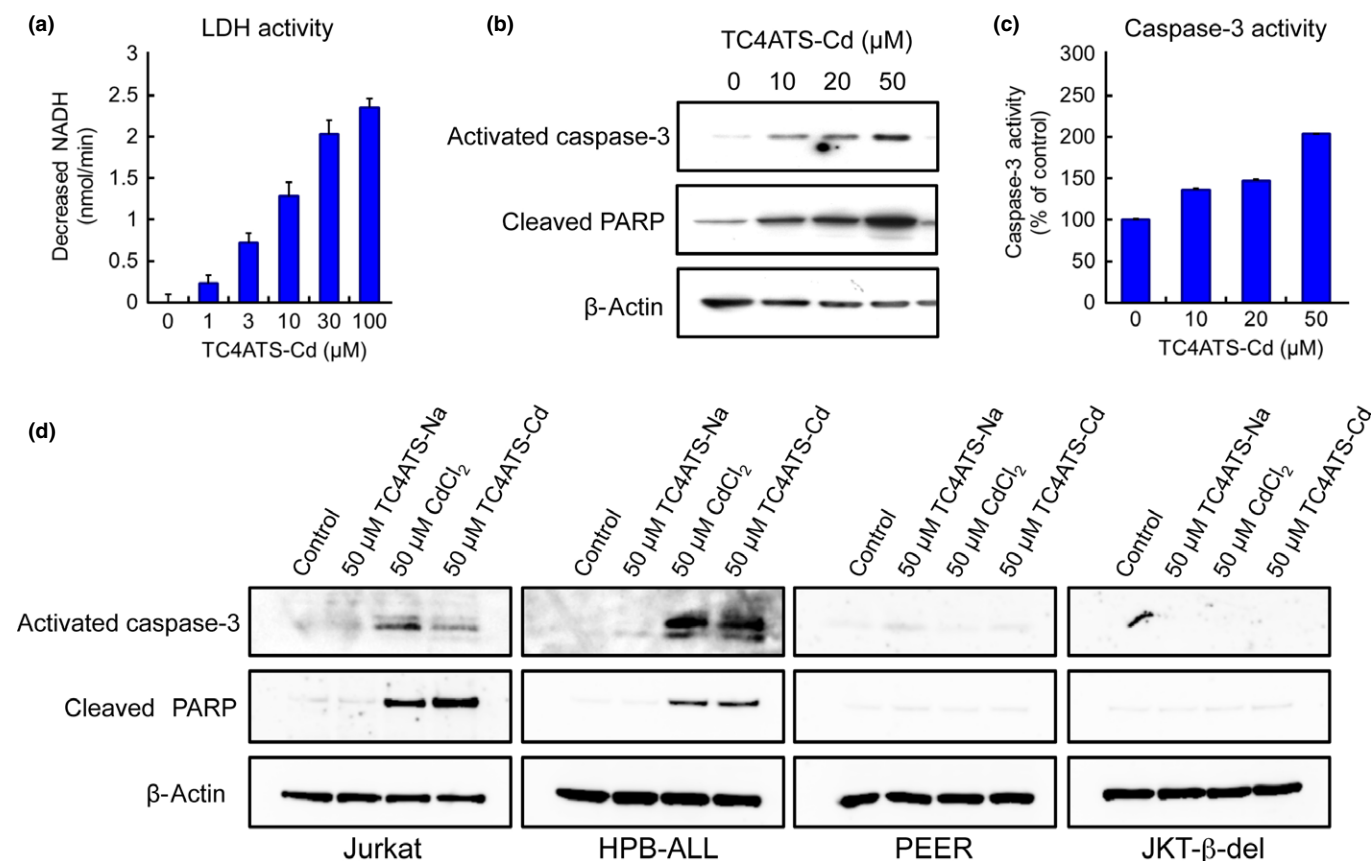 (a)
LDH activity
Decreased NADH
(nmol/min)
3
2.5
2
1.5
1
0.5
0
0 1 3 10 30 100
TC4ATS-Cd (µM)
(b)
TC4ATS-Cd (µM)
0 10 20 50
Activated caspase-3
Cleaved PARP
β-Actin
(c)
Caspase-3 activity
Caspase-3 activity
(% of control)
300
250
200
150
100
50
0
0 10 20 50
TC4ATS-Cd (µM)
(d)
Control
50 µM TC4ATS-Na
50 µM CdCl₂
50 µM TC4ATS-Cd
Control
50 µM TC4ATS-Na
50 µM CdCl₂
50 µM TC4ATS-Cd
Control
50 µM TC4ATS-Na
50 µM CdCl₂
50 µM TC4ATS-Cd
Control
50 µM TC4ATS-Na
50 µM CdCl₂
50 µM TC4ATS-Cd
Activated caspase-3
Cleaved PARP
β-Actin
Jurkat HPB-ALL PEER JKT-β-del